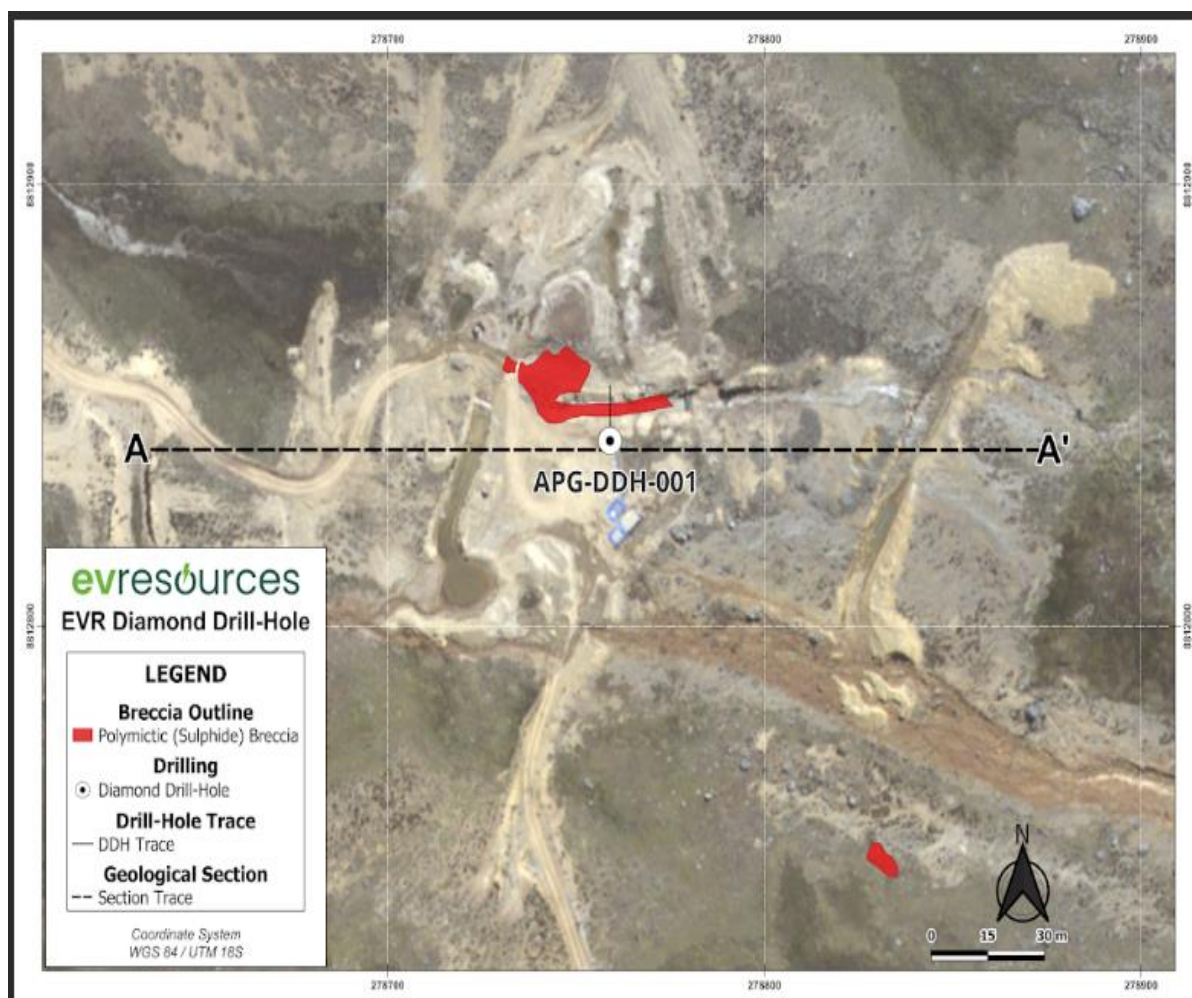 278700 278800 278900
8812900 8812900
A A'
APG-DDH-001
evresources
EVR Diamond Drill-Hole
LEGEND
Breccia Outline
Polymictic (Sulphide) Breccia
Drilling
Diamond Drill-Hole
Drill-Hole Trace
DDH Trace
Geological Section
Section Trace
Coordinate System
WGS 84 / UTM 18S
8812800 8812800
N
0 15 30 m
278700 278800 278900